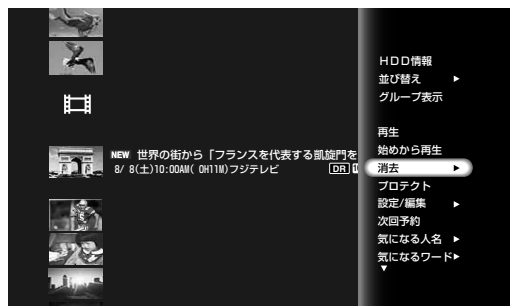 NEW 世界の街から「フランスを代表する凱旋門を
8/ 8(土)10:00AM( 0H11M)フジテレビ DR
HDD情報
並び替え ▶
グループ表示
再生
始めから再生
消去 ▶
プロテクト
設定/編集 ▶
次回予約
気になる人名 ▶
気になるワード▶
▼